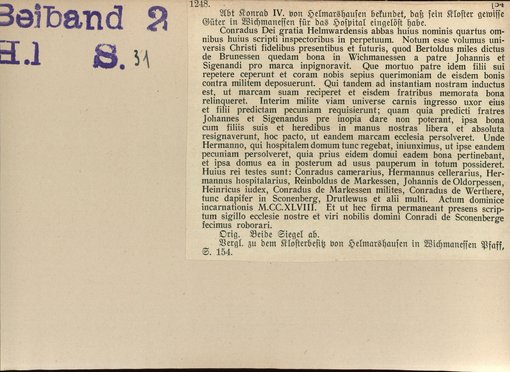 Beiband 2
H.1 S. 31
1248. [34
Abt Konrad IV. von Helmarshausen bekundet, daß sein Kloster gewisse
Güter in Wichmanessen für das Hospital eingelöst habe.
Conradus Dei gratia Helmwardensis abbas huius nominis quartus om-
nibus huius scripti inspectoribus in perpetuum. Notum esse volumus uni-
versis Christi fidelibus presentibus et futuris, quod Bertoldus miles dictus
de Brunessen quedam bona in Wichmanessen a patre Johannis et
Sigenandi pro marca inpignoravit. Que mortuo patre idem filii sui
repetere ceperunt et coram nobis sepius querimoniam de eisdem bonis
contra militem deposuerunt. Qui tandem ad instantiam nostram inductus
est, ut marcam suam reciperet et eisdem fratribus memorata bona
relinqueret. Interim milite viam universe carnis ingresso uxor eius
et filii predictam pecuniam requisierunt; quam quia predicti fratres
Johannes et Sigenandus pre inopia dare non poterant, ipsa bona
cum filiis suis et heredibus in manus nostras libera et absoluta
resignaverunt, hoc pacto, ut eandem marcam ecclesia persolveret. Unde
Hermanno, qui hospitalem domum tunc regebat, iniunximus, ut ipse eandem
pecuniam persolveret, quia prius eidem domui eadem bona pertinebant,
et ipsa domus ea in posterum ad usus pauperum in totum possideret.
Huius rei testes sunt: Conradus camerarius, Hermannus cellerarius, Her-
mannus hospitalarius, Reinboldus de Markessen, Johannis de Oldorpessen,
Heinricus iudex, Conradus de Markessen milites, Conradus de Werthere,
tunc dapifer in Sconenberg, Drutlewus et alii multi. Actum dominice
incarnationis M.CC.XLVIII. Et ut hec firma permaneant presens scrip-
tum sigillo ecclesie nostre et viri nobilis domini Conradi de Sconenberge
fecimus roborari.
Orig. Beide Siegel ab.
Vergl. zu dem Klosterbesitz von Helmarshausen in Wichmanessen Pfaff,
S. 154.